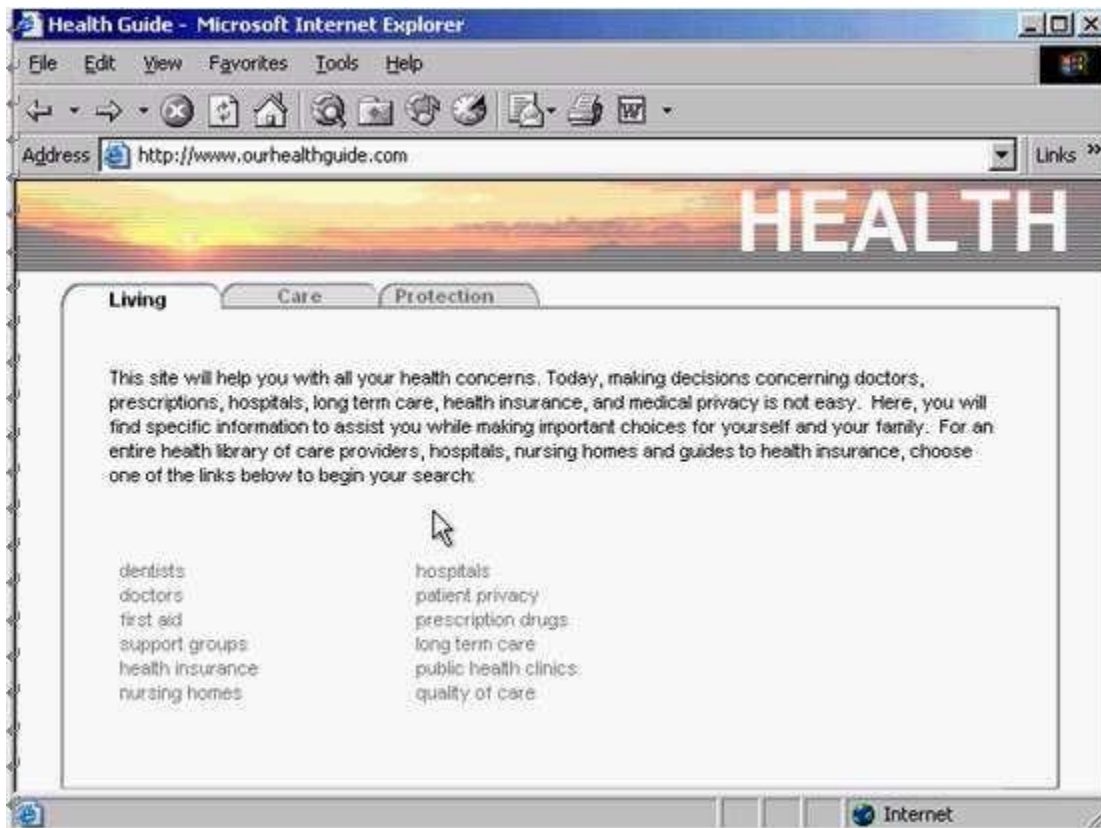 Health Guide - Microsoft Internet Explorer
File Edit View Favorites Tools Help
W
Address http://www.ourhealthguide.com Links »
HEALTH
Living Care Protection
This site will help you with all your health concerns. Today, making decisions concerning doctors,
prescriptions, hospitals, long term care, health insurance, and medical privacy is not easy. Here, you will
find specific information to assist you while making important choices for yourself and your family. For an
entire health library of care providers, hospitals, nursing homes and guides to health insurance, choose
one of the links below to begin your search:
dentists hospitals
doctors patient privacy
first aid prescription drugs
support groups long term care
health insurance public health clinics
nursing homes quality of care
Internet